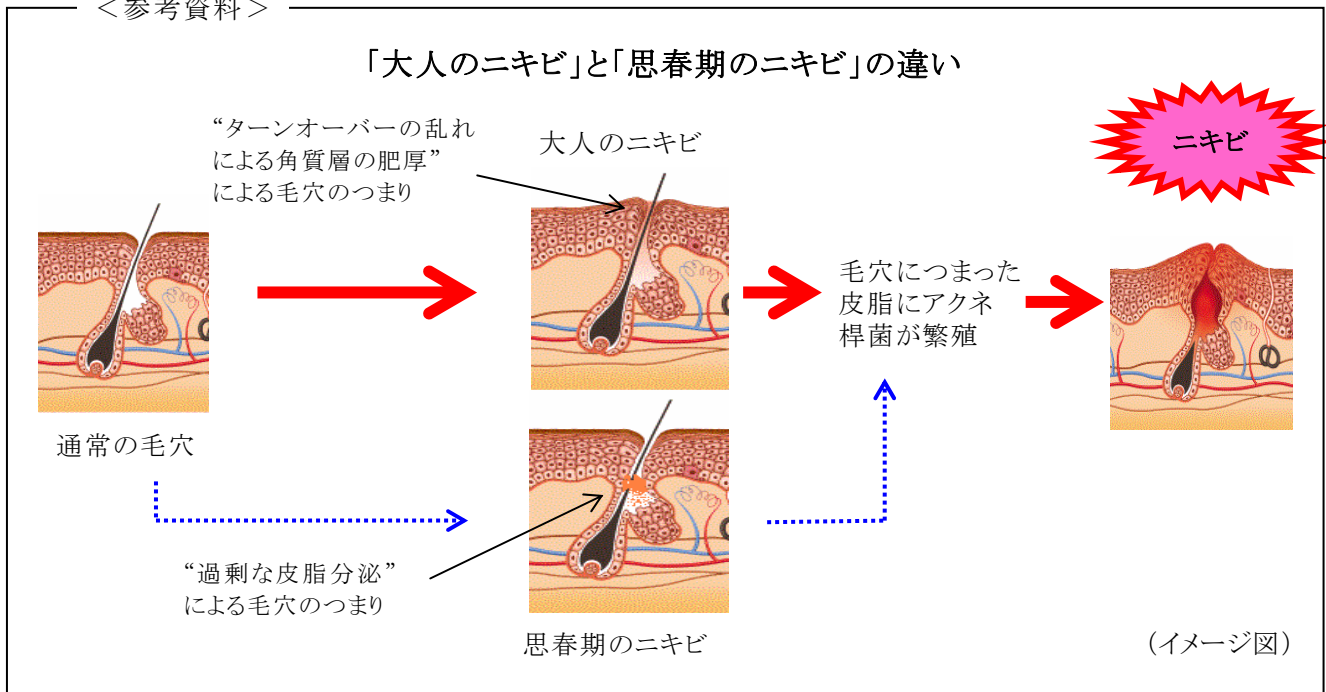 ＜参考資料＞
「大人のニキビ」と「思春期のニキビ」の違い
“ターンオーバーの乱れ
による角質層の肥厚”
による毛穴のつまり
大人のニキビ
ニキビ
毛穴につまった
皮脂にアクネ
桿菌が繁殖
通常の毛穴
“過剰な皮脂分泌”
による毛穴のつまり
思春期のニキビ
（イメージ図）